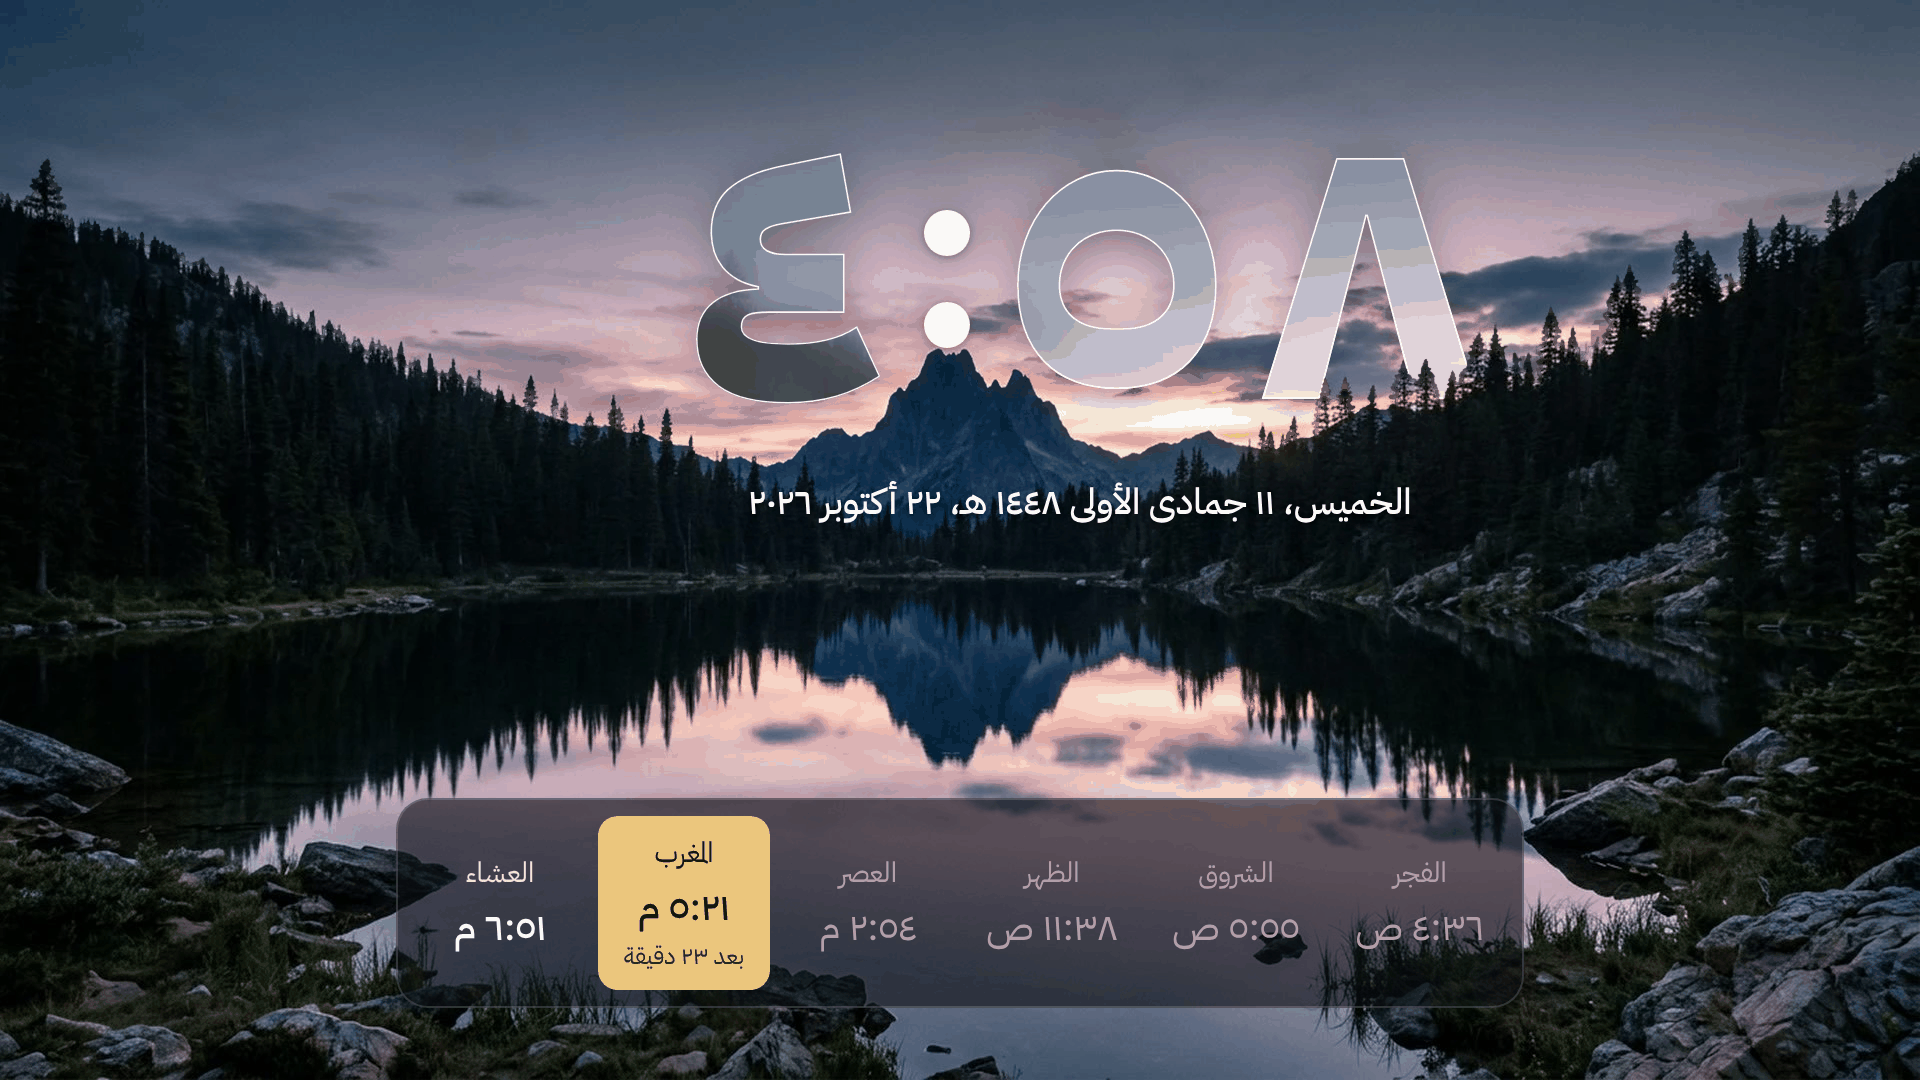 ٤:٥٨
الخميس، ١١ جمادى الأولى ١٤٤٨ هـ، ٢٢ أكتوبر ٢٠٢٦
الفجر
٤:٣٦ ص
الشروق
٥:٥٥ ص
الظهر
١١:٣٨ ص
العصر
٢:٥٤ م
المغرب
٥:٢١ م
بعد ٢٣ دقيقة
العشاء
٦:٥١ م